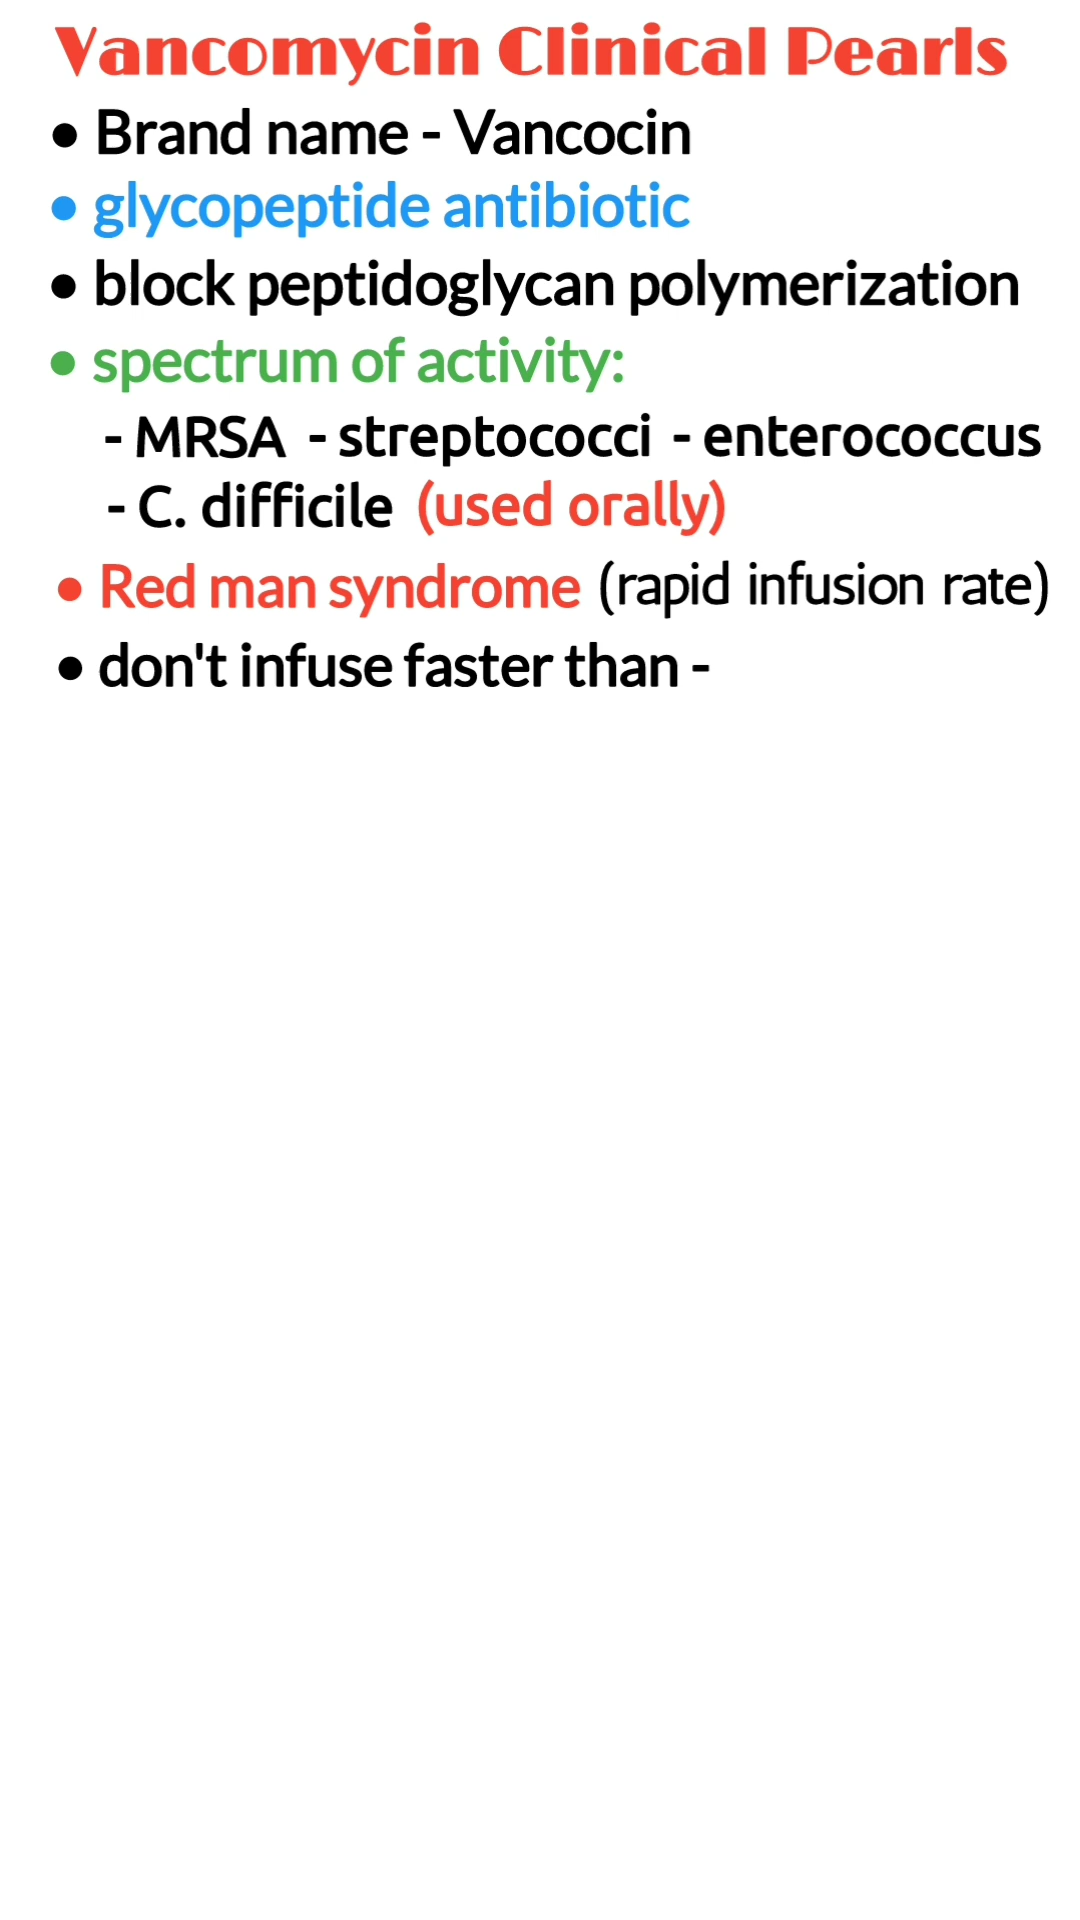 Vancomycin Clinical Pearls
• Brand name - Vancocin
• glycopeptide antibiotic
• block peptidoglycan polymerization
• spectrum of activity:
- MRSA - streptococci - enterococcus
- C. difficile (used orally)
• Red man syndrome (rapid infusion rate)
• don't infuse faster than -